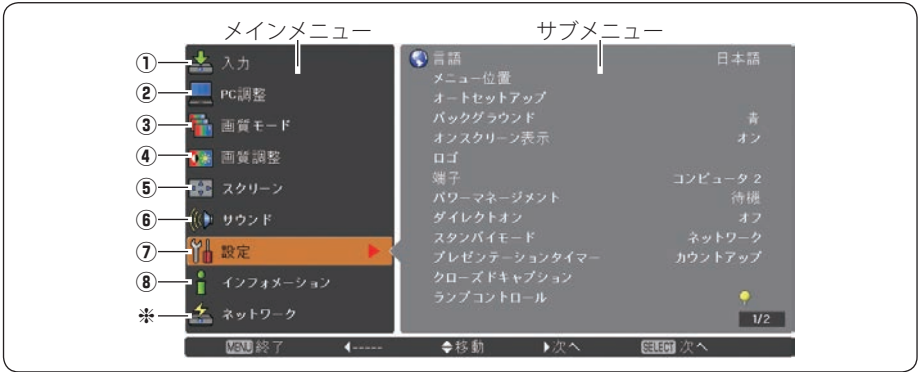 メインメニュー
サブメニュー
① 入力
② PC調整
③ 画質モード
④ 画質調整
⑤ スクリーン
⑥ サウンド
⑦ 設定
⑧ インフォメーション
※ ネットワーク
言語 日本語
メニュー位置
オートセットアップ
バックグラウンド 青
オンスクリーン表示 オン
ロゴ
端子 コンピュータ 2
パワーマネージメント 待機
ダイレクトオン オフ
スタンバイモード ネットワーク
プレゼンテーションタイマー カウントアップ
クローズドキャプション
ランプコントロール
1/2
MENU 終了 ◀----- ◆移動 ▶次へ SELECT 次へ